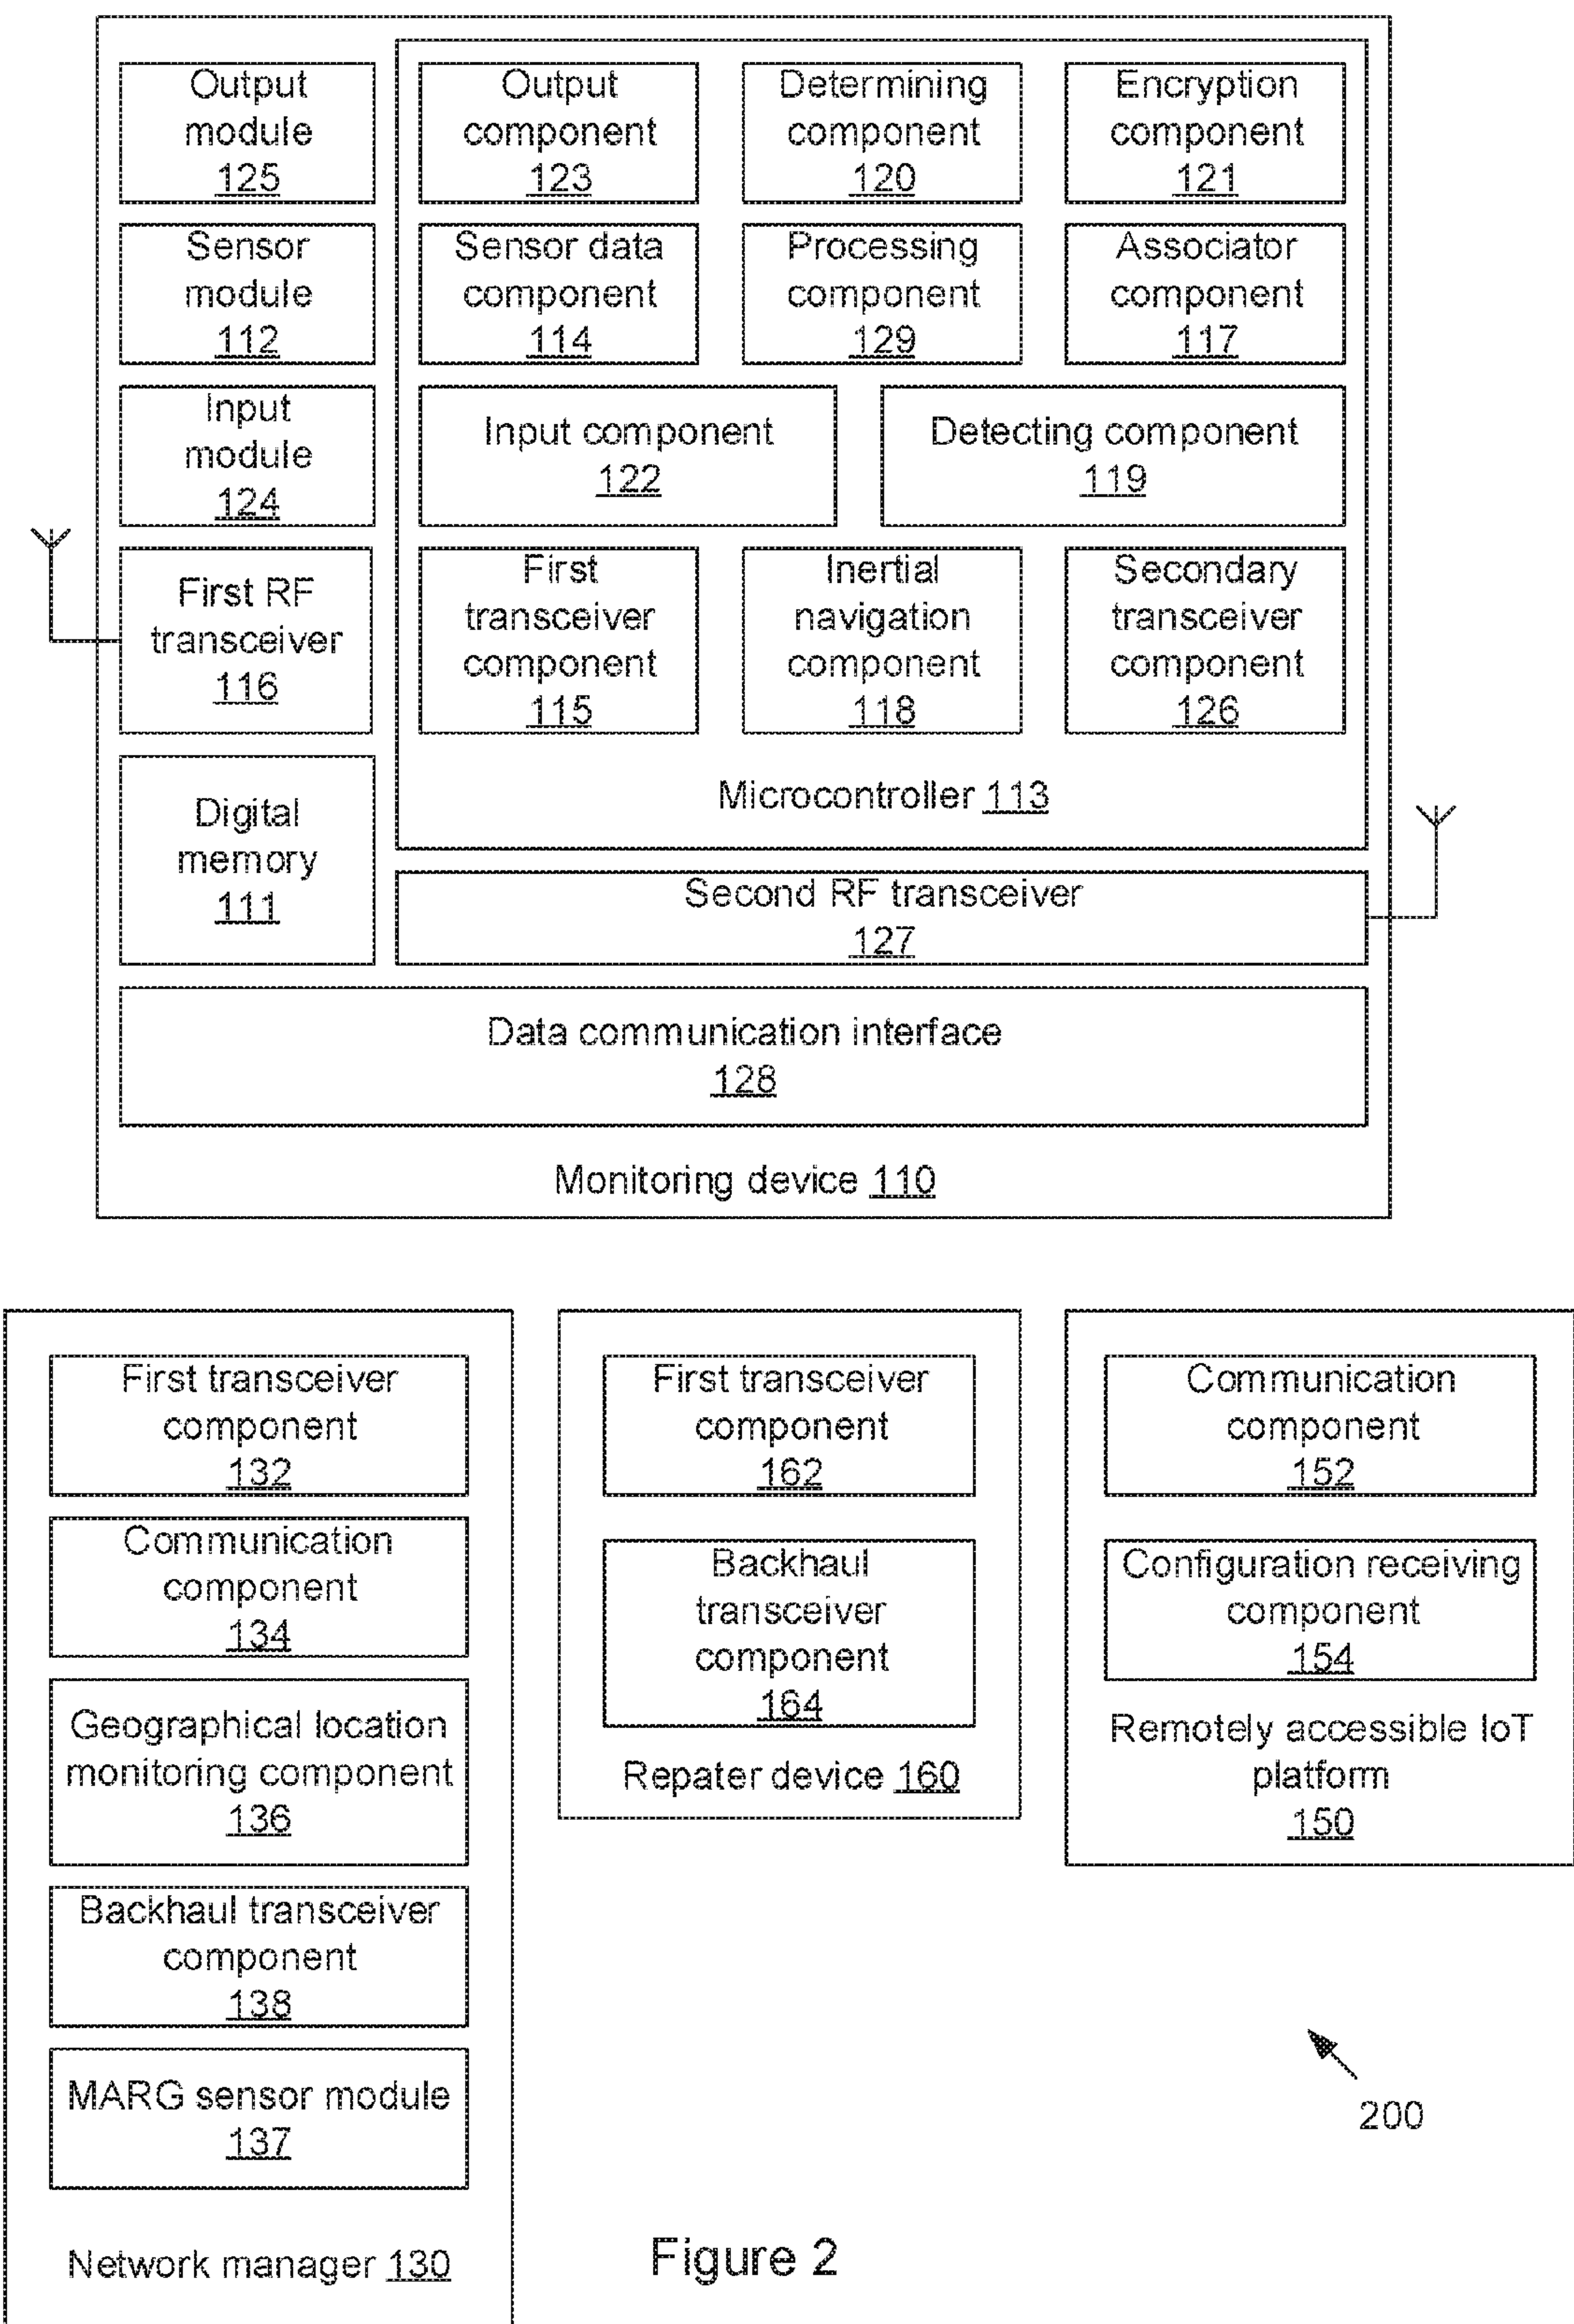 Output
module
125
Output
component
123
Determining
component
120
Encryption
component
121
Sensor
module
112
Sensor data
component
114
Processing
component
129
Associator
component
117
Input
module
124
Input component
122
Detecting component
119
First RF
transceiver
116
First
transceiver
component
115
Inertial
navigation
component
118
Secondary
transceiver
component
126
Microcontroller 113
Digital
memory
111
Second RF transceiver
127
Data communication interface
128
Monitoring device 110
First transceiver
component
132
Communication
component
134
Geographical location
monitoring component
136
Backhaul transceiver
component
138
MARG sensor module
137
Network manager 130
First transceiver
component
162
Backhaul
transceiver
component
164
Repater device 160
Communication
component
152
Configuration receiving
component
154
Remotely accessible IoT
platform
150
200
Figure 2